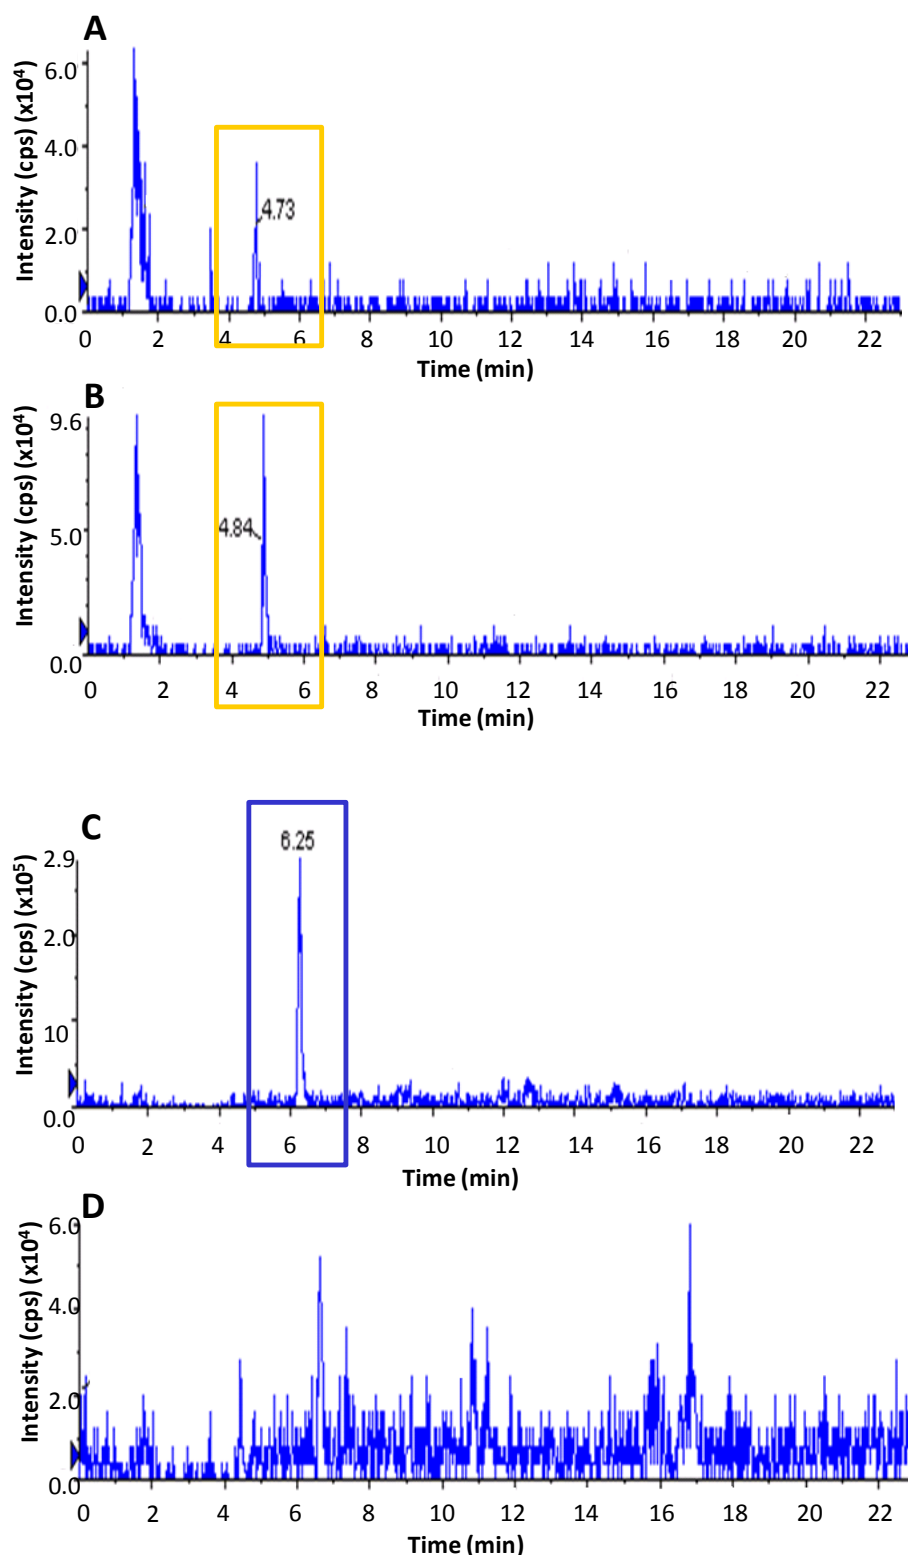 A
Intensity (cps) (x10⁴)
6.0
4.0
2.0
0.0
4.73
0 2 4 6 8 10 12 14 16 18 20 22
Time (min)
B
Intensity (cps) (x10⁴)
9.6
5.0
0.0
4.84
0 2 4 6 8 10 12 14 16 18 20 22
Time (min)
C
Intensity (cps) (x10⁵)
2.9
2.0
10
0.0
6.25
0 2 4 6 8 10 12 14 16 18 20 22
Time (min)
D
Intensity (cps) (x10⁴)
6.0
4.0
2.0
0.0
0 2 4 6 8 10 12 14 16 18 20 22
Time (min)